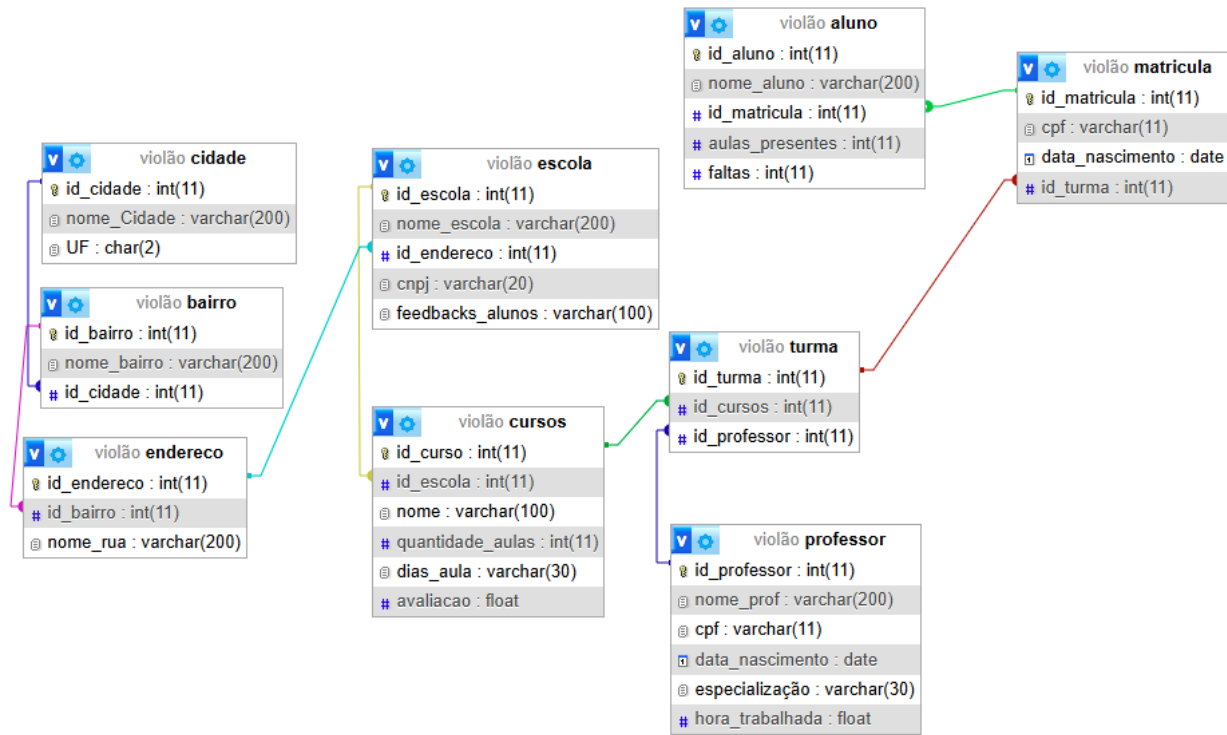 violão cidade
id_cidade : int(11)
nome_Cidade : varchar(200)
UF : char(2)
violão bairro
id_bairro : int(11)
nome_bairro : varchar(200)
id_cidade : int(11)
violão endereco
id_endereco : int(11)
id_bairro : int(11)
nome_rua : varchar(200)
violão escola
id_escola : int(11)
nome_escola : varchar(200)
id_endereco : int(11)
cnpj : varchar(20)
feedbacks_alunos : varchar(100)
violão cursos
id_curso : int(11)
id_escola : int(11)
nome : varchar(100)
quantidade_aulas : int(11)
dias_aula : varchar(30)
avaliacao : float
violão aluno
id_aluno : int(11)
nome_aluno : varchar(200)
id_matricula : int(11)
aulas_presentes : int(11)
faltas : int(11)
violão turma
id_turma : int(11)
id_cursos : int(11)
id_professor : int(11)
violão professor
id_professor : int(11)
nome_prof : varchar(200)
cpf : varchar(11)
data_nascimento : date
especialização : varchar(30)
hora_trabalhada : float
violão matricula
id_matricula : int(11)
cpf : varchar(11)
data_nascimento : date
id_turma : int(11)